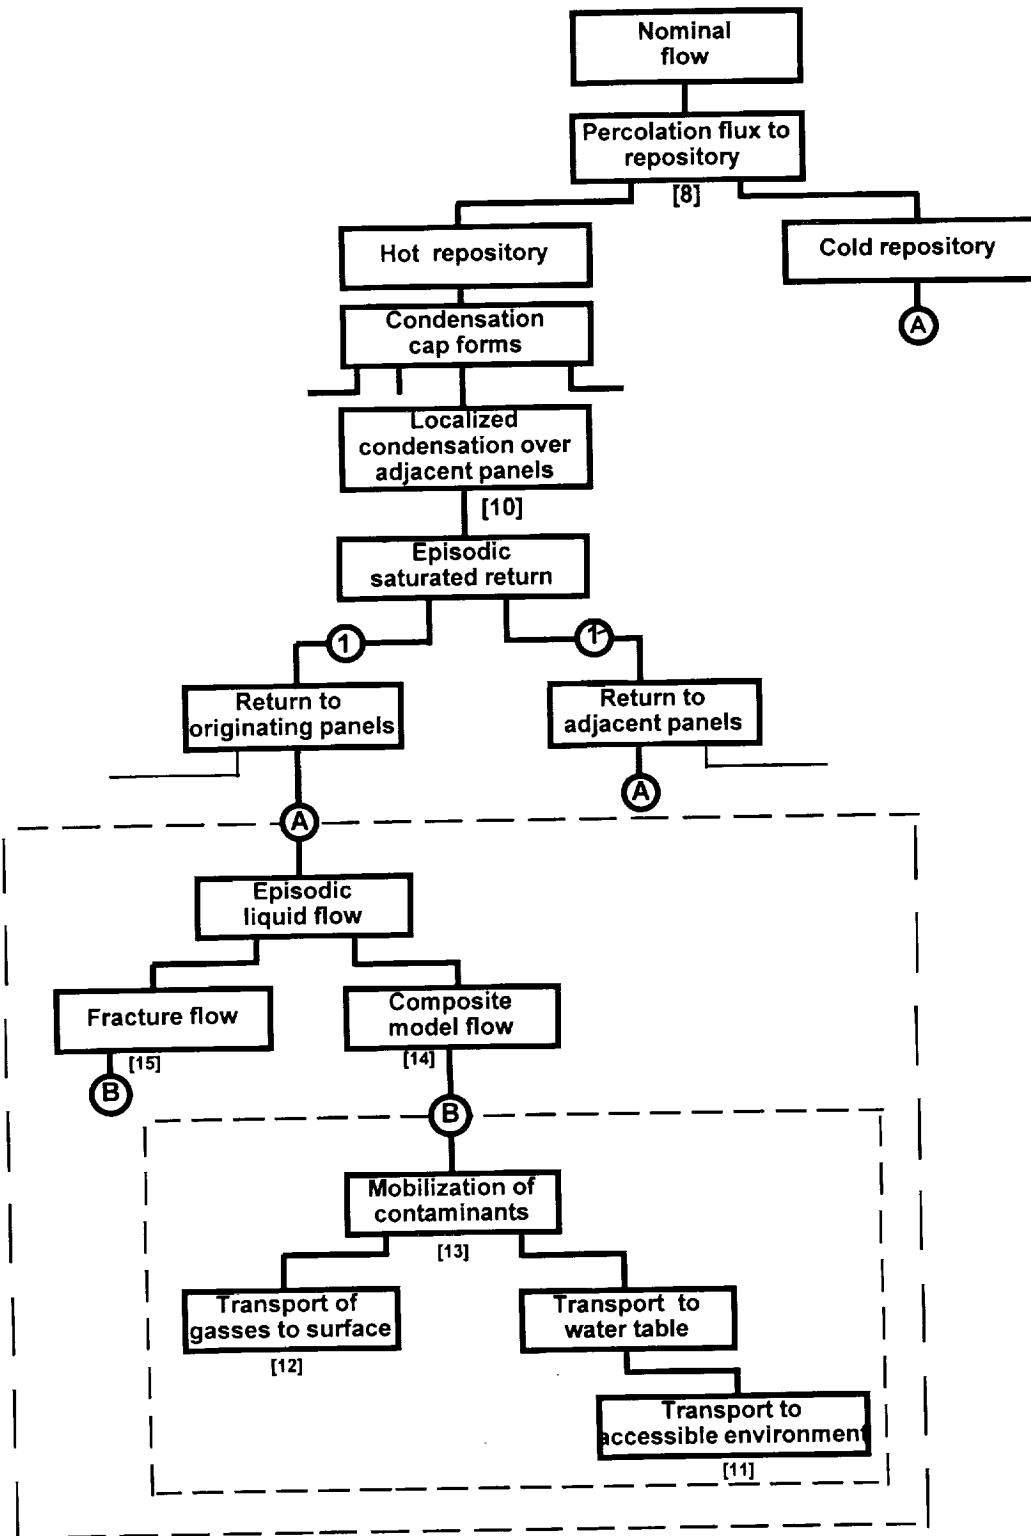 Nominal
flow
Percolation flux to
repository
[8]
Hot repository
Cold repository
A
Condensation
cap forms
Localized
condensation over
adjacent panels
[10]
Episodic
saturated return
1
1
Return to
originating panels
Return to
adjacent panels
A
A
Episodic
liquid flow
Fracture flow
[15]
B
Composite
model flow
[14]
B
Mobilization of
contaminants
[13]
Transport of
gasses to surface
[12]
Transport to
water table
Transport to
accessible environment
[11]